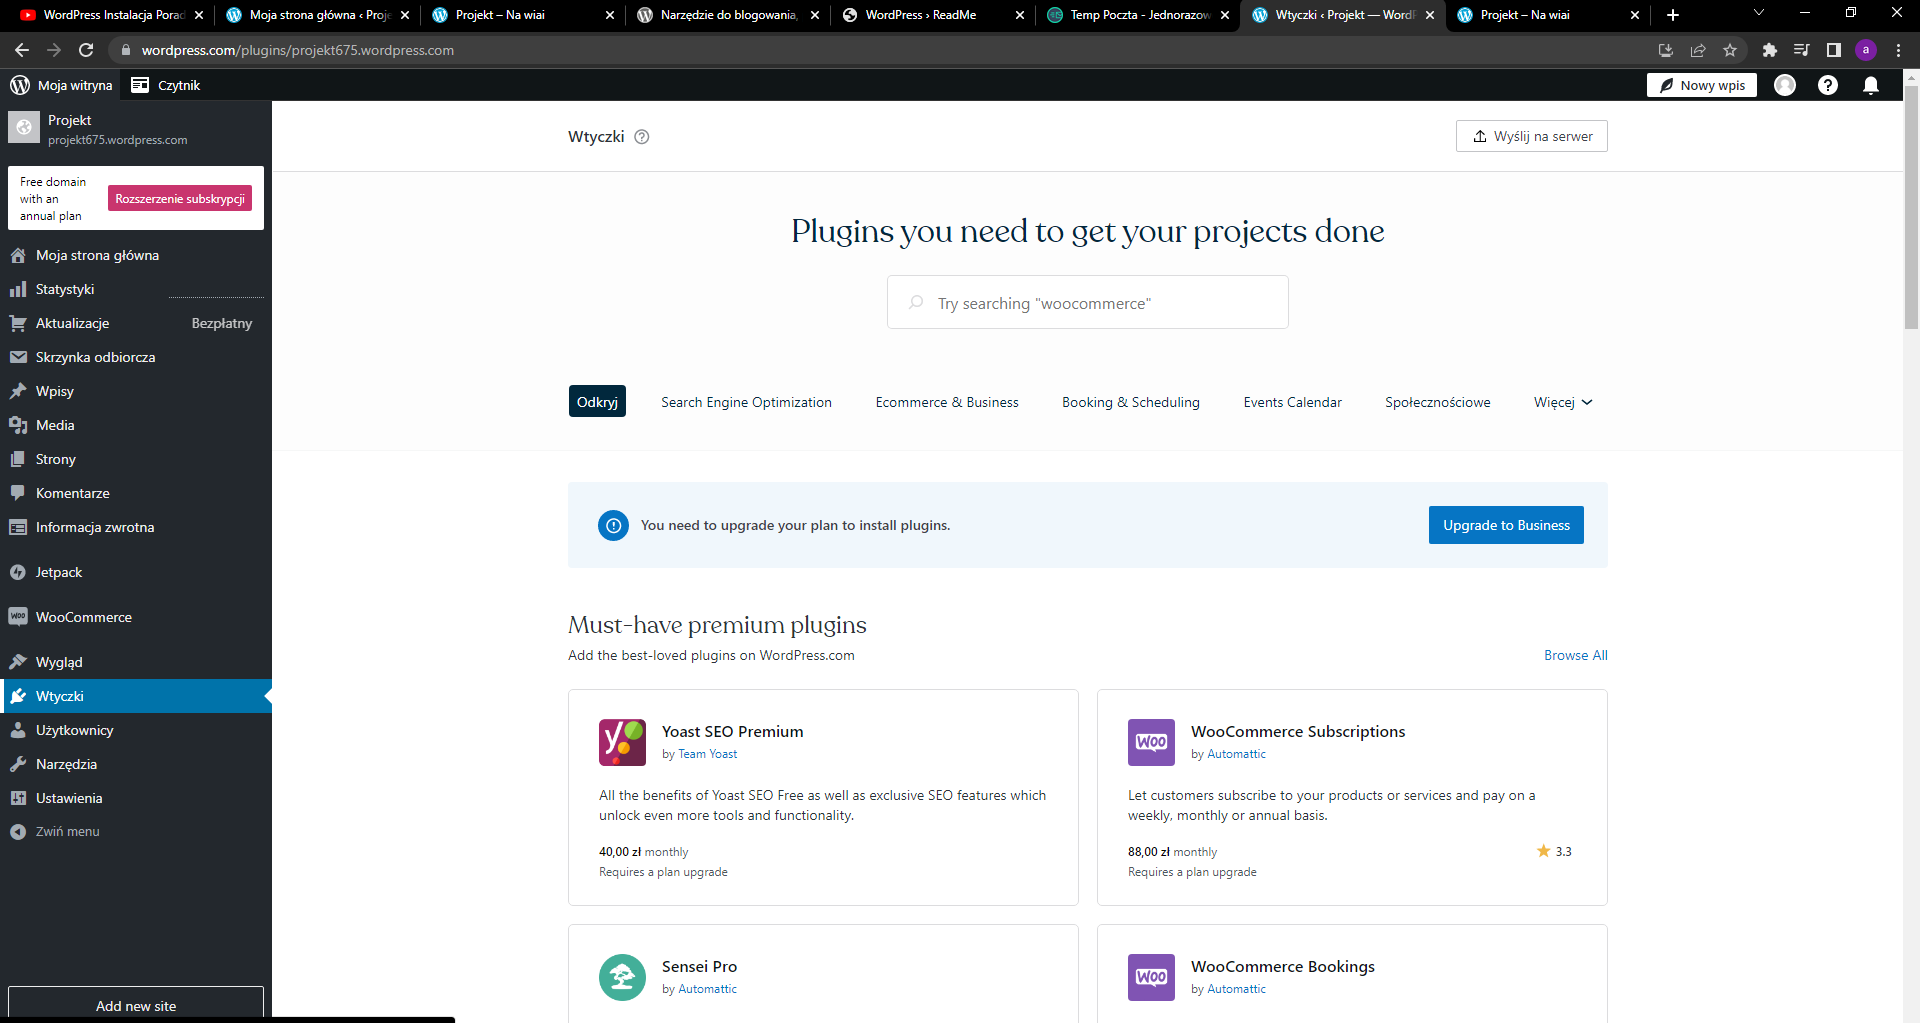 WordPress Instalacja Porad
Moja strona główna ‹ Proje
Projekt – Na wiai
Narzędzie do blogowania,
WordPress › ReadMe
Temp Poczta - Jednorazow
Wtyczki ‹ Projekt — WordP
Projekt – Na wiai
wordpress.com/plugins/projekt675.wordpress.com
a
Moja witryna
Czytnik
Nowy wpis
Projekt
projekt675.wordpress.com
Free domain
with an
annual plan
Rozszerzenie subskrypcji
Moja strona główna
Statystyki
Aktualizacje
Bezpłatny
Skrzynka odbiorcza
Wpisy
Media
Strony
Komentarze
Informacja zwrotna
Jetpack
WooCommerce
Wygląd
Wtyczki
Użytkownicy
Narzędzia
Ustawienia
Zwiń menu
Add new site
Wtyczki
Wyślij na serwer
Plugins you need to get your projects done
Try searching "woocommerce"
Odkryj
Search Engine Optimization
Ecommerce & Business
Booking & Scheduling
Events Calendar
Społecznościowe
Więcej
You need to upgrade your plan to install plugins.
Upgrade to Business
Must-have premium plugins
Add the best-loved plugins on WordPress.com
Browse All
Yoast SEO Premium
by Team Yoast
All the benefits of Yoast SEO Free as well as exclusive SEO features which
unlock even more tools and functionality.
40,00 zł monthly
Requires a plan upgrade
WOO
WooCommerce Subscriptions
by Automattic
Let customers subscribe to your products or services and pay on a
weekly, monthly or annual basis.
88,00 zł monthly
3.3
Requires a plan upgrade
Sensei Pro
by Automattic
WOO
WooCommerce Bookings
by Automattic